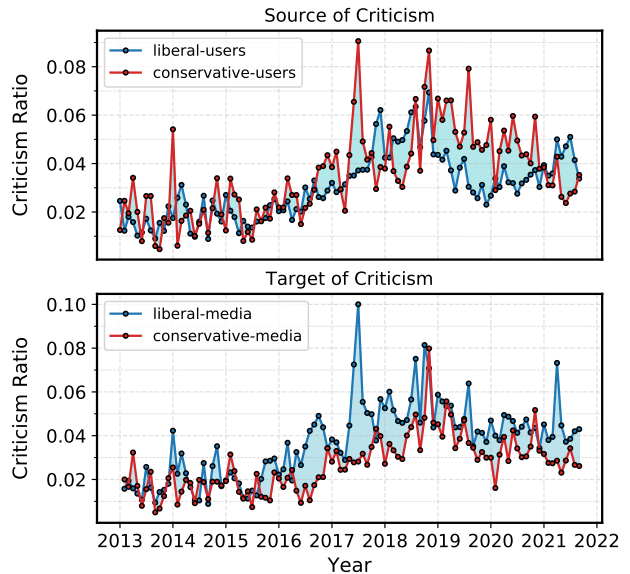 Source of Criticism
liberal-users
conservative-users
0.08
0.06
0.04
0.02
Criticism Ratio
Target of Criticism
liberal-media
conservative-media
0.10
0.08
0.06
0.04
0.02
Criticism Ratio
2013 2014 2015 2016 2017 2018 2019 2020 2021 2022
Year